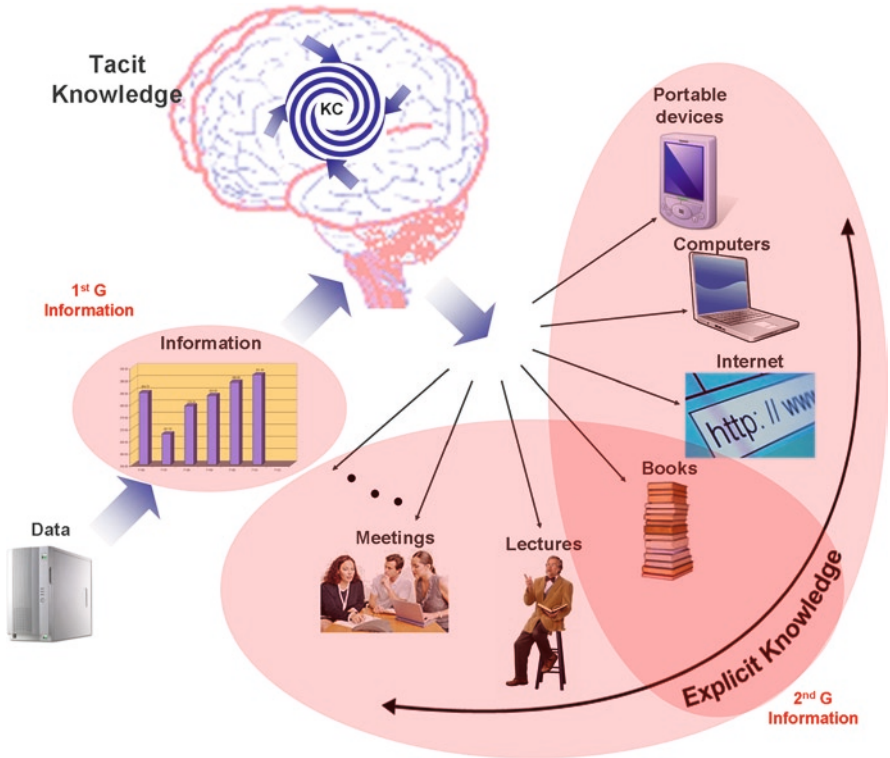 Tacit
Knowledge
KC
Portable
devices
Computers
1st G
Information
Information
Internet
http: // www
Books
Data
Meetings
Lectures
Explicit Knowledge
2nd G
Information